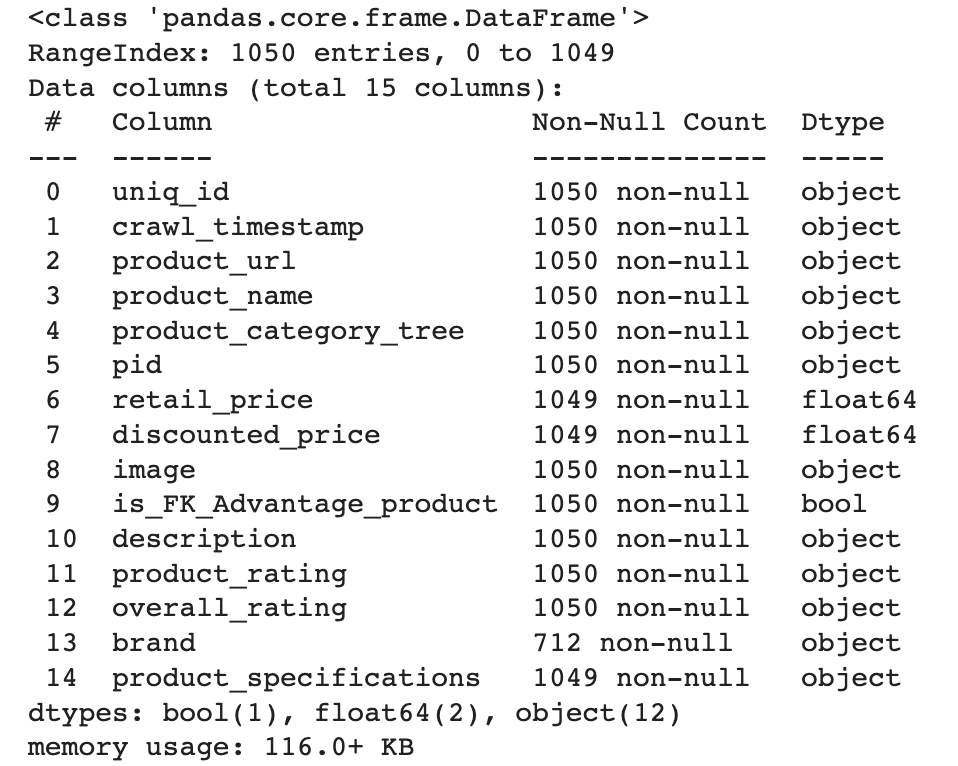 <class 'pandas.core.frame.DataFrame'>
RangeIndex: 1050 entries, 0 to 1049
Data columns (total 15 columns):
 #   Column                   Non-Null Count  Dtype
---  ------                   --------------  -----
 0   uniq_id                  1050 non-null   object
 1   crawl_timestamp          1050 non-null   object
 2   product_url              1050 non-null   object
 3   product_name             1050 non-null   object
 4   product_category_tree    1050 non-null   object
 5   pid                      1050 non-null   object
 6   retail_price             1049 non-null   float64
 7   discounted_price         1049 non-null   float64
 8   image                    1050 non-null   object
 9   is_FK_Advantage_product  1050 non-null   bool
 10  description              1050 non-null   object
 11  product_rating           1050 non-null   object
 12  overall_rating           1050 non-null   object
 13  brand                    712 non-null    object
 14  product_specifications   1049 non-null   object
dtypes: bool(1), float64(2), object(12)
memory usage: 116.0+ KB